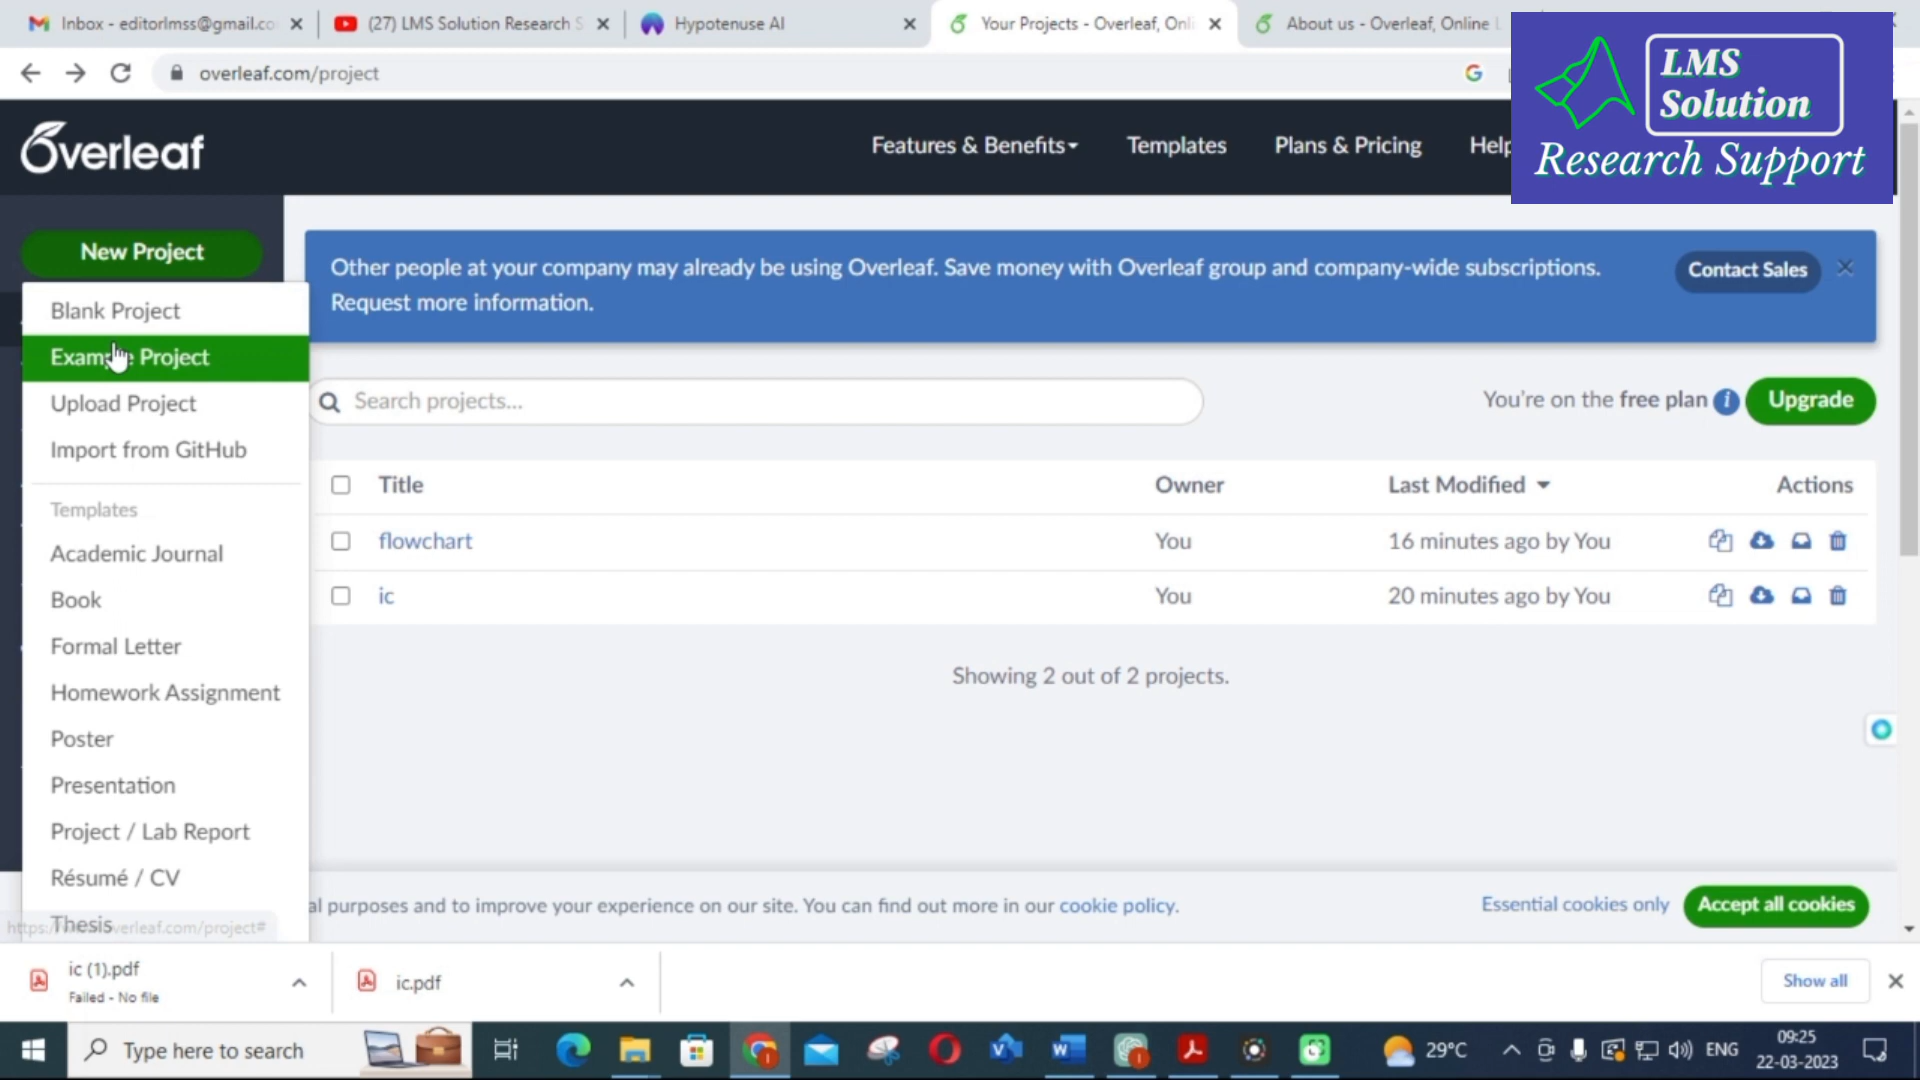 Inbox - editorlmss@gmail.co
(27) LMS Solution Research S
Hypotenuse AI
Your Projects - Overleaf, Onli
About us - Overleaf, Online L
overleaf.com/project
LMS
Solution
Research Support
Overleaf
Features & Benefits
Templates
Plans & Pricing
Help
New Project
Other people at your company may already be using Overleaf. Save money with Overleaf group and company-wide subscriptions.
Request more information.
Contact Sales
Blank Project
Example Project
Upload Project
Import from GitHub
Templates
Academic Journal
Book
Formal Letter
Homework Assignment
Poster
Presentation
Project / Lab Report
Résumé / CV
Thesis
Search projects...
You're on the free plan
Upgrade
Title
Owner
Last Modified
Actions
flowchart
You
16 minutes ago by You
ic
You
20 minutes ago by You
Showing 2 out of 2 projects.
al purposes and to improve your experience on our site. You can find out more in our cookie policy.
Essential cookies only
Accept all cookies
ic (1).pdf
Failed - No file
ic.pdf
Show all
Type here to search
29°C
ENG
09:25
22-03-2023